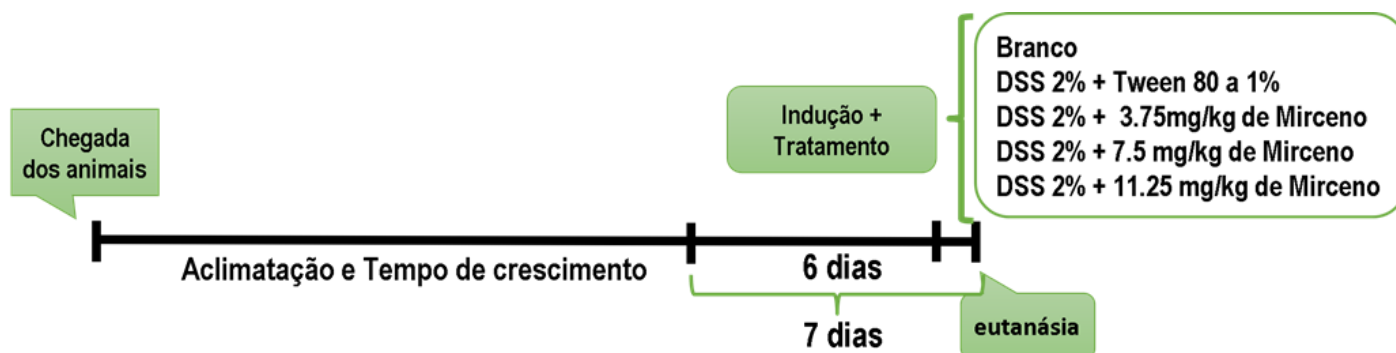 Chegada
dos animais
Aclimatação e Tempo de crescimento
Indução +
Tratamento
Branco
DSS 2% + Tween 80 a 1%
DSS 2% + 3.75mg/kg de Mirceno
DSS 2% + 7.5 mg/kg de Mirceno
DSS 2% + 11.25 mg/kg de Mirceno
6 dias
7 dias
eutanásia